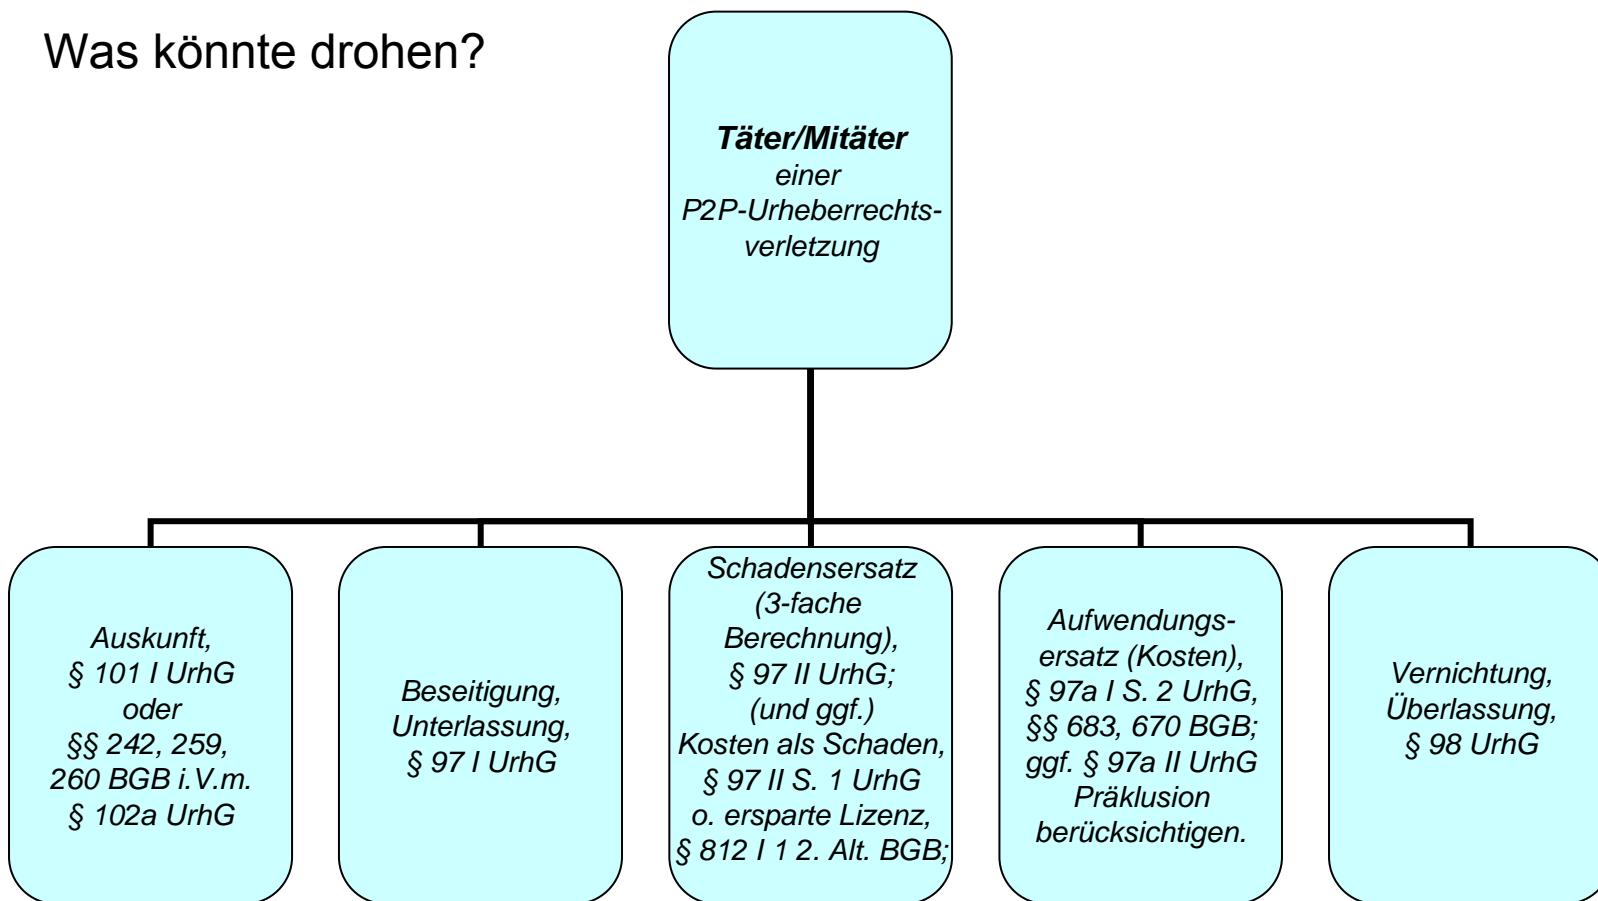 Was könnte drohen?
Täter/Mitäter
einer
P2P-Urheberrechts-
verletzung
Auskunft,
§ 101 I UrhG
oder
§§ 242, 259,
260 BGB i.V.m.
§ 102a UrhG
Beseitigung,
Unterlassung,
§ 97 I UrhG
Schadensersatz
(3-fache
Berechnung),
§ 97 II UrhG;
(und ggf.)
Kosten als Schaden,
§ 97 II S. 1 UrhG
o. ersparte Lizenz,
§ 812 I 1 2. Alt. BGB;
Aufwendungs-
ersatz (Kosten),
§ 97a I S. 2 UrhG,
§§ 683, 670 BGB;
ggf. § 97a II UrhG
Präklusion
berücksichtigen.
Vernichtung,
Überlassung,
§ 98 UrhG